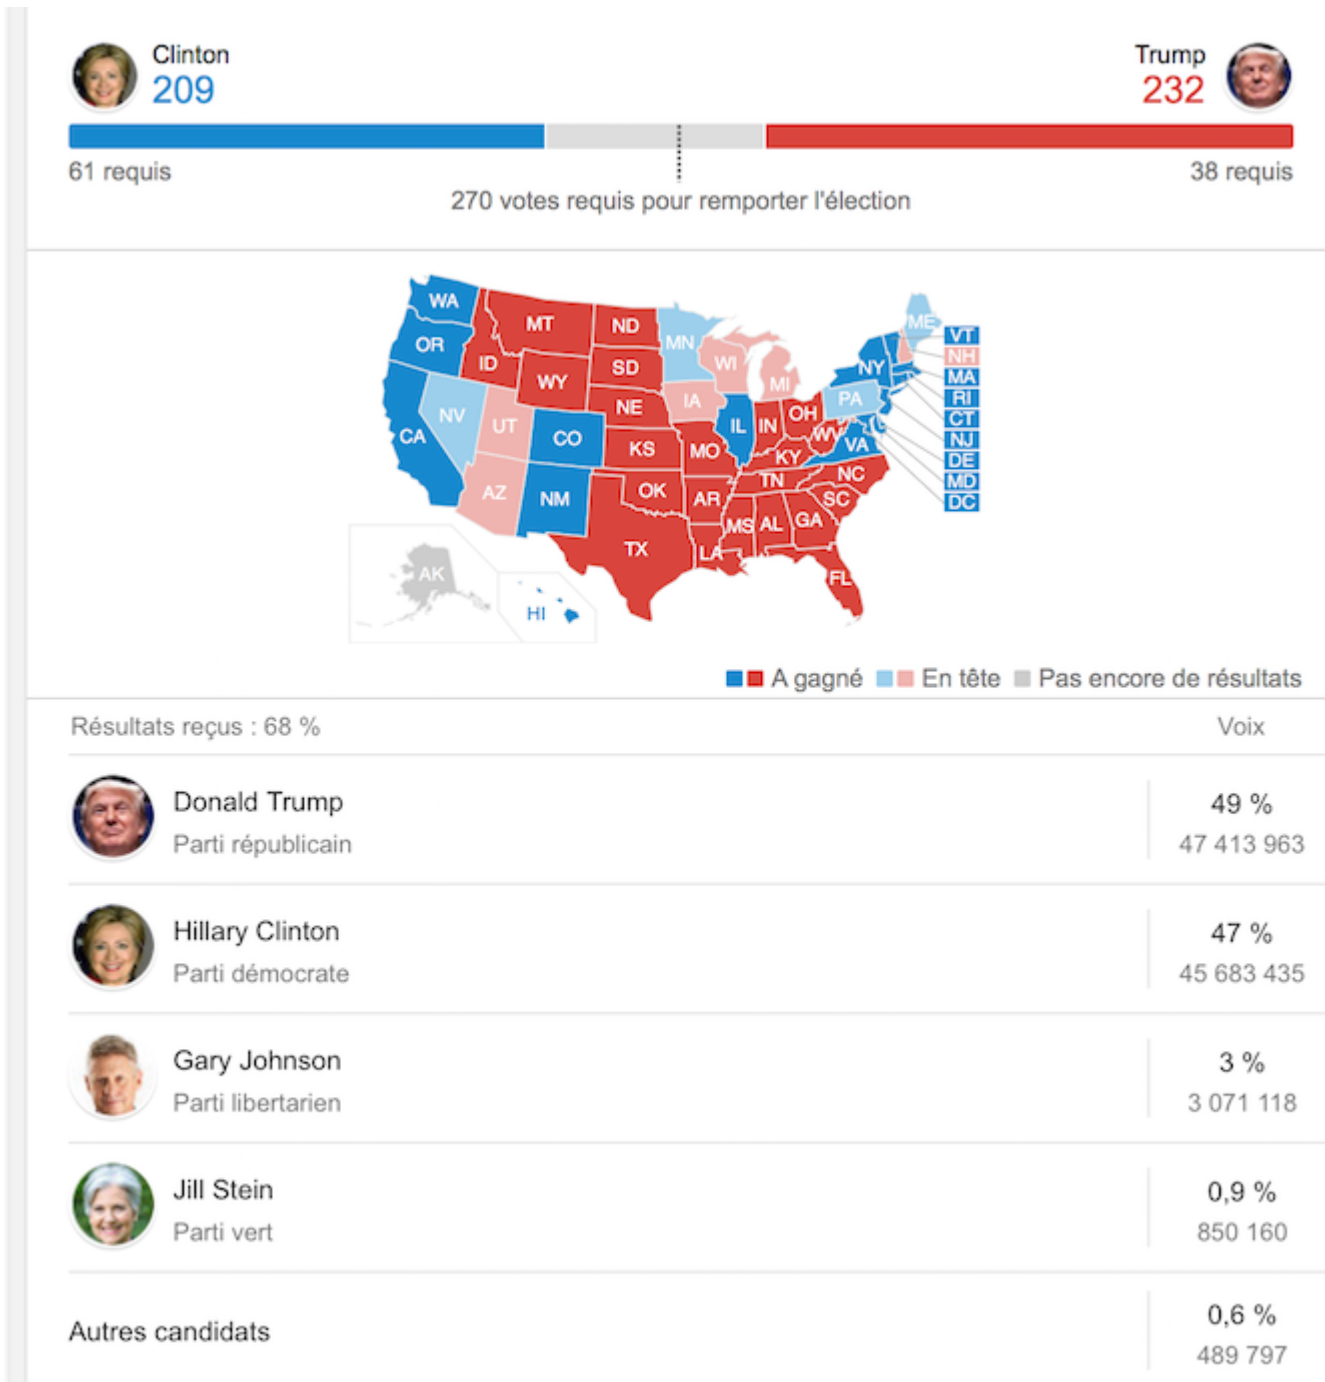 Clinton
209
Trump
232
61 requis
38 requis
270 votes requis pour remporter l'élection
WA
MT
ND
MN
ME
VT
OR
ID
SD
WI
NH
WY
MI
NY
MA
NE
IA
PA
RI
NV
UT
CO
IL
IN
OH
CT
CA
KS
MO
WV
VA
NJ
KY
DE
AZ
NM
OK
AR
TN
NC
MD
SC
DC
TX
LA
MS
AL
GA
AK
FL
HI
A gagné
En tête
Pas encore de résultats
Résultats reçus : 68 %
Voix
Donald Trump
49 %
Parti républicain
47 413 963
Hillary Clinton
47 %
Parti démocrate
45 683 435
Gary Johnson
3 %
Parti libertarien
3 071 118
Jill Stein
0,9 %
Parti vert
850 160
Autres candidats
0,6 %
489 797